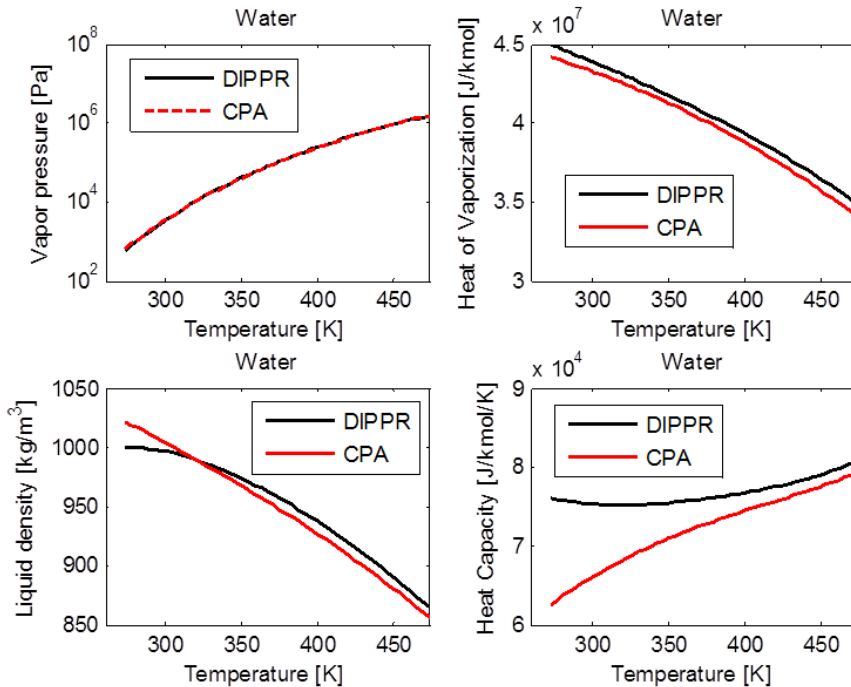 Water
Vapor pressure [Pa]
10^8
10^6
10^4
10^2
DIPPR
CPA
300 350 400 450
Temperature [K]
x 10^7
Water
Heat of Vaporization [J/kmol]
4.5
4
3.5
3
DIPPR
CPA
300 350 400 450
Temperature [K]
Water
Liquid density [kg/m^3]
1050
1000
950
900
850
DIPPR
CPA
300 350 400 450
Temperature [K]
x 10^4
Water
Heat Capacity [J/kmol/K]
9
8
7
6
DIPPR
CPA
300 350 400 450
Temperature [K]